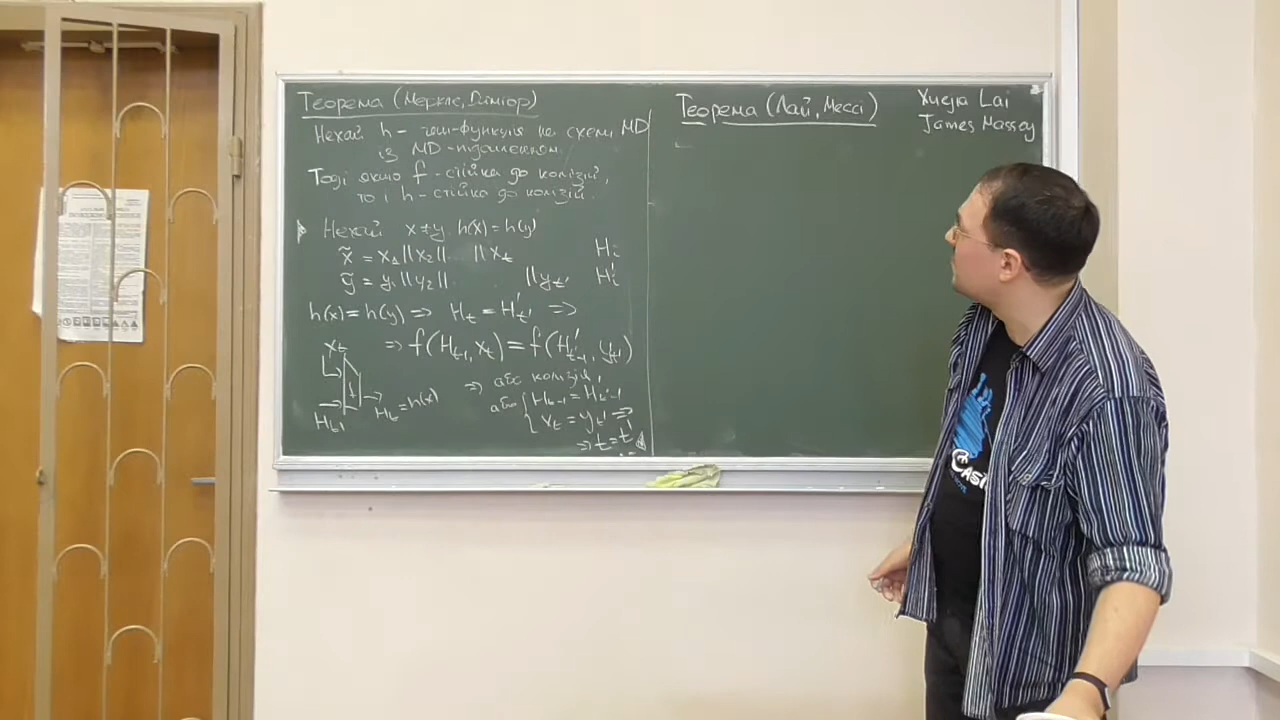 Теорема (Меркле, Дамгор)
Нехай h - геш-функція на схемі MD
із MD-підсиленням.
Тоді якщо f - стійка до колізій,
то і h - стійка до колізій.
Нехай x ≠ y h(x) = h(y)
x̃ = x₁||x₂|| ||xₜ Hᵢ
ỹ = y₁||y₂|| ||yₜ' H'ᵢ
h(x) = h(y) => Hₜ = H'ₜ' =>
=> f(Hₜ₋₁, xₜ) = f(H'ₜ'₋₁, yₜ')
xₜ
f
Hₜ₋₁
Hₜ = h(x)
=> або колізія,
або { Hₜ₋₁ = H'ₜ'₋₁
xₜ = yₜ' =>
=> t = t'
Теорема (Лай, Мессі)
Xuejia Lai
James Massey